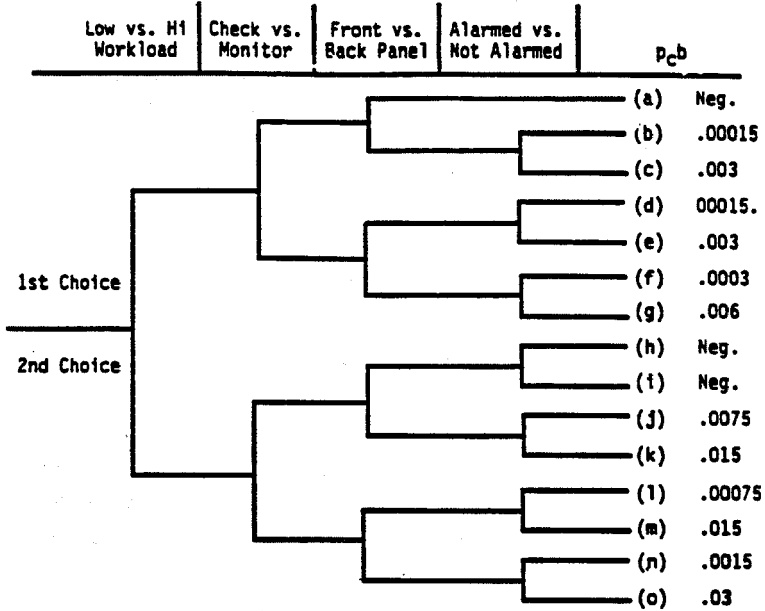 Low vs. Hi Workload
Check vs. Monitor
Front vs. Back Panel
Alarmed vs. Not Alarmed
pcb
(a) Neg.
(b) .00015
(c) .003
(d) 00015.
(e) .003
1st Choice
(f) .0003
(g) .006
2nd Choice
(h) Neg.
(i) Neg.
(j) .0075
(k) .015
(l) .00075
(m) .015
(n) .0015
(o) .03